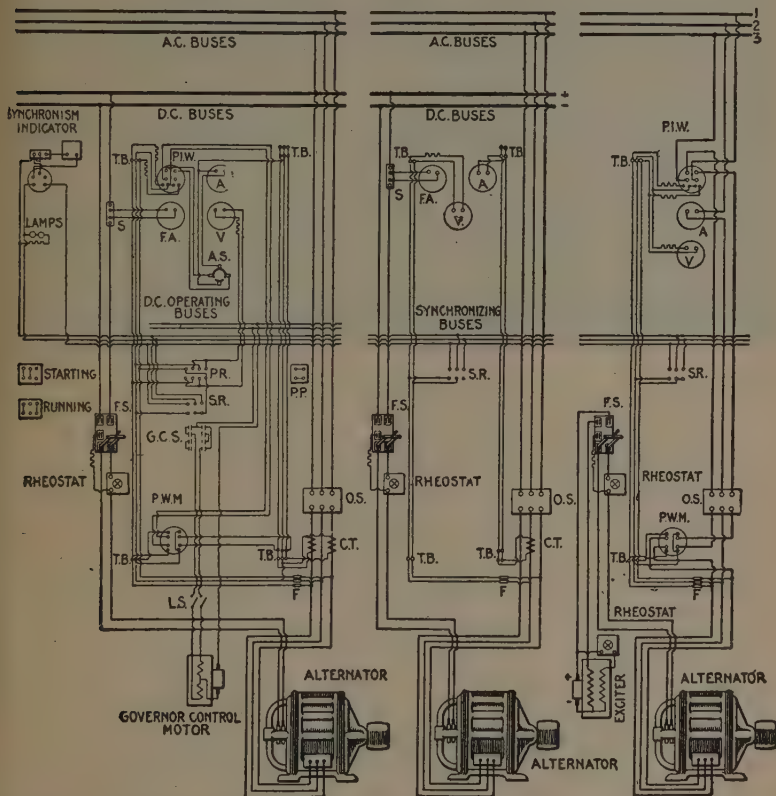 1
2
3
A.C. BUSES
A.C. BUSES
+
-
D.C. BUSES
D.C. BUSES
SYNCHRONISM
INDICATOR
P.I.W.
T.B.
P.I.W.
T.B.
T.B.
T.B.
T.B.
A
A
A
LAMPS
S
F.A.
V
S
F.A.
V.
V
A.S.
D.C. OPERATING
BUSES
SYNCHRONIZING
BUSES
STARTING
P.R.
P.P.
S.R.
S.R.
S.R.
RUNNING
F.S.
G.C.S.
F.S.
F.S.
RHEOSTAT
RHEOSTAT
RHEOSTAT
P.W.M
O.S.
O.S.
O.S.
P.W.M.
C.T.
C.T.
T.B.
T.B.
T.B.
T.B.
T.B.
F
F
F
L.S.
RHEOSTAT
+
-
EXCITER
ALTERNATOR
ALTERNATOR
GOVERNOR CONTROL
MOTOR
ALTERNATOR